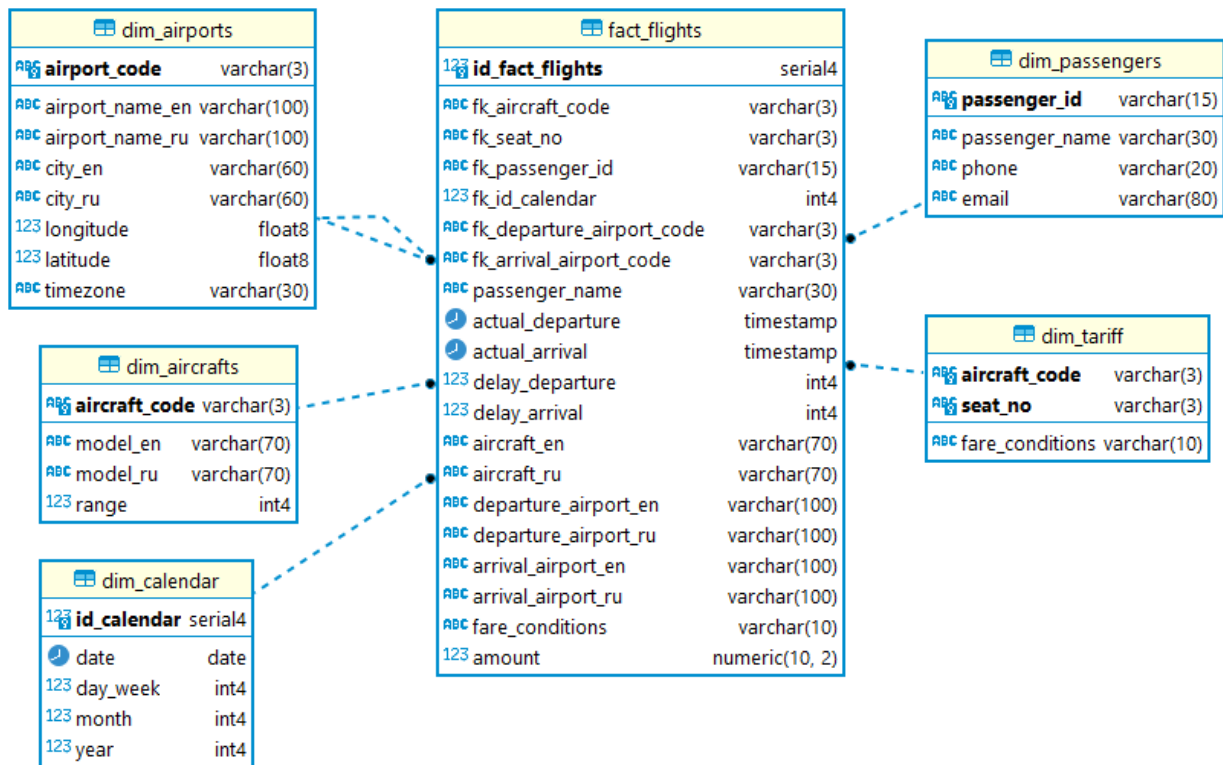 dim_airports
airport_code varchar(3)
airport_name_en varchar(100)
airport_name_ru varchar(100)
city_en varchar(60)
city_ru varchar(60)
longitude float8
latitude float8
timezone varchar(30)
dim_aircrafts
aircraft_code varchar(3)
model_en varchar(70)
model_ru varchar(70)
range int4
dim_calendar
id_calendar serial4
date date
day_week int4
month int4
year int4
fact_flights
id_fact_flights serial4
fk_aircraft_code varchar(3)
fk_seat_no varchar(3)
fk_passenger_id varchar(15)
fk_id_calendar int4
fk_departure_airport_code varchar(3)
fk_arrival_airport_code varchar(3)
passenger_name varchar(30)
actual_departure timestamp
actual_arrival timestamp
delay_departure int4
delay_arrival int4
aircraft_en varchar(70)
aircraft_ru varchar(70)
departure_airport_en varchar(100)
departure_airport_ru varchar(100)
arrival_airport_en varchar(100)
arrival_airport_ru varchar(100)
fare_conditions varchar(10)
amount numeric(10, 2)
dim_passengers
passenger_id varchar(15)
passenger_name varchar(30)
phone varchar(20)
email varchar(80)
dim_tariff
aircraft_code varchar(3)
seat_no varchar(3)
fare_conditions varchar(10)